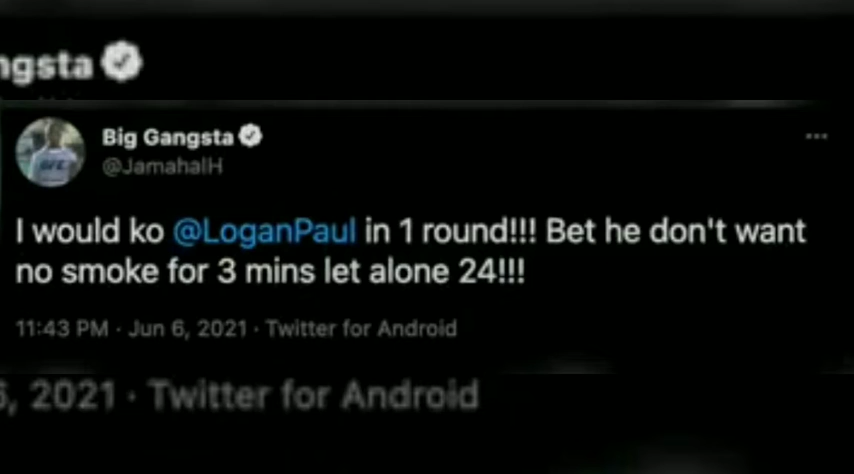 ngsta
Big Gangsta
@JamahalH
I would ko @LoganPaul in 1 round!!! Bet he don't want
no smoke for 3 mins let alone 24!!!
11:43 PM · Jun 6, 2021 · Twitter for Android
6, 2021 · Twitter for Android